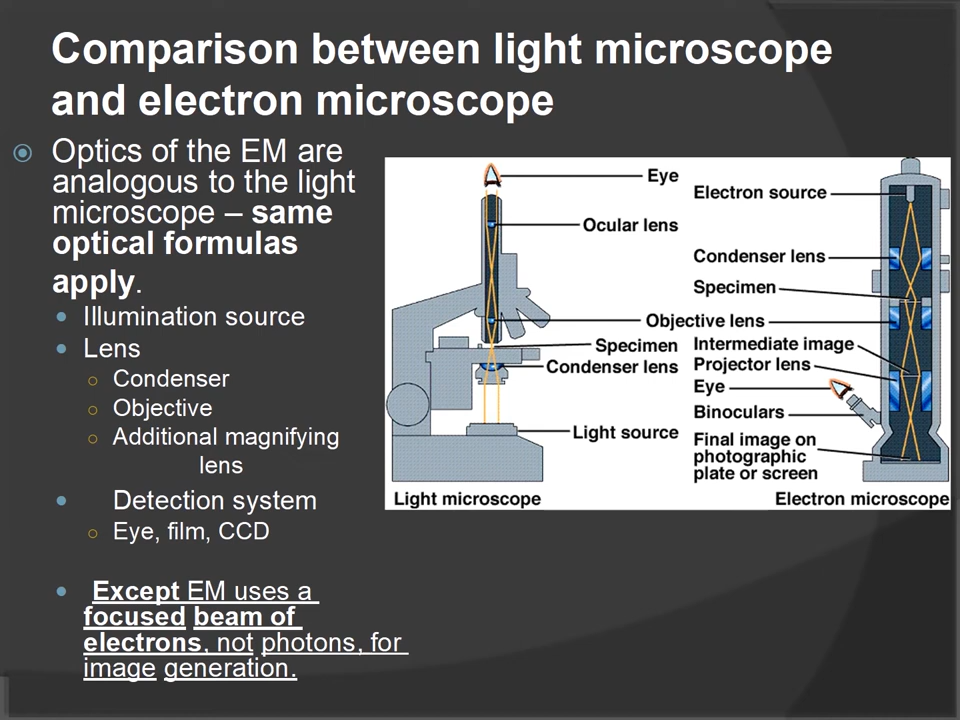 Comparison between light microscope
and electron microscope
Optics of the EM are
analogous to the light
microscope – same
optical formulas
apply.
Illumination source
Lens
Condenser
Objective
Additional magnifying
lens
Detection system
Eye, film, CCD
Except EM uses a
focused beam of
electrons, not photons, for
image generation.
Eye
Ocular lens
Objective lens
Specimen
Condenser lens
Light source
Light microscope
Electron source
Condenser lens
Specimen
Intermediate image
Projector lens
Eye
Binoculars
Final image on
photographic
plate or screen
Electron microscope